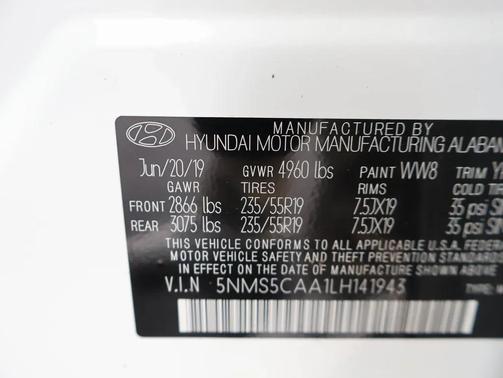 MANUFACTURED BY
HYUNDAI MOTOR MANUFACTURING ALABAM
Jun/20/19 GVWR 4960 lbs PAINT WW8 TRIM
GAWR TIRES RIMS COLD
FRONT 2866 lbs 235/55R19 7.5JX19 35 psi
REAR 3075 lbs 235/55R19 7.5JX19 35 psi
THIS VEHICLE CONFORMS TO ALL APPLICABLE U.S. FEDERAL
MOTOR VEHICLE SAFETY AND THEFT PREVENTION STANDARDS
IN EFFECT ON THE DATE OF MANUFACTURE SHOWN ABOVE.
V.I.N 5NMS5CAA1LH141943 TYPE: